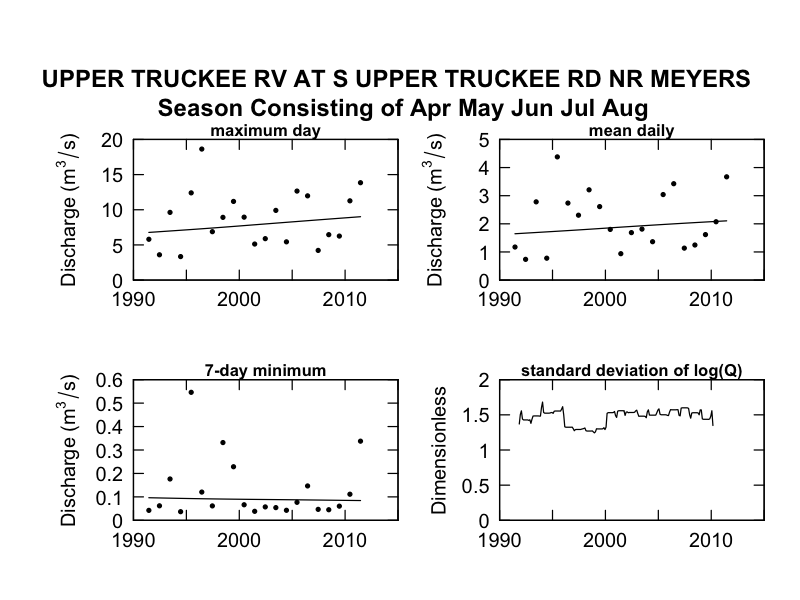 UPPER TRUCKEE RV AT S UPPER TRUCKEE RD NR MEYERS
Season Consisting of Apr May Jun Jul Aug
maximum day
Discharge (m³/s)
20
15
10
5
0
1990 2000 2010
mean daily
Discharge (m³/s)
5
4
3
2
1
0
1990 2000 2010
7-day minimum
Discharge (m³/s)
0.6
0.5
0.4
0.3
0.2
0.1
0
1990 2000 2010
standard deviation of log(Q)
Dimensionless
2
1.5
1
0.5
0
1990 2000 2010